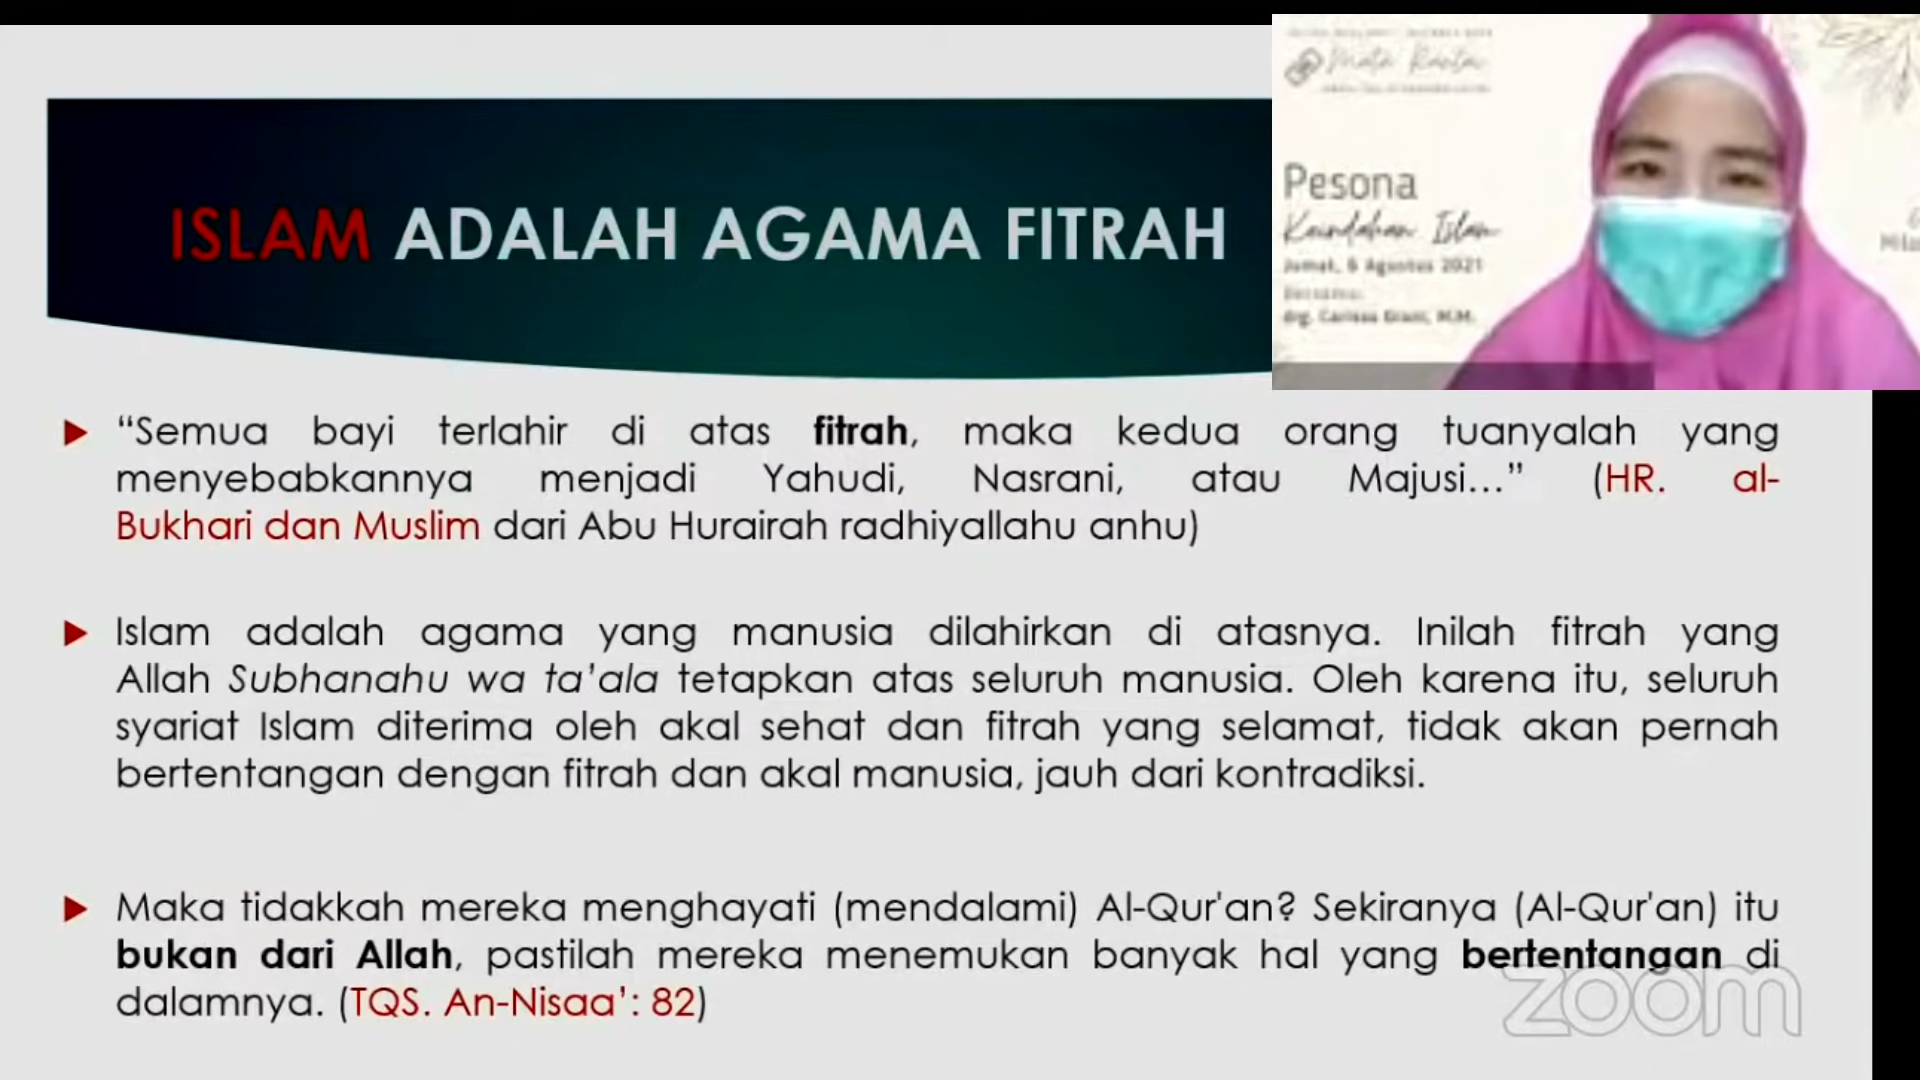 ISLAM ADALAH AGAMA FITRAH
Mata Rantai
Pesona
Keindahan Islam
Jumat, 6 Agustus 2021
Bersama:
drg. Carissa Grani, M.M.
“Semua bayi terlahir di atas fitrah, maka kedua orang tuanyalah yang
menyebabkannya menjadi Yahudi, Nasrani, atau Majusi...” (HR. al-
Bukhari dan Muslim dari Abu Hurairah radhiyallahu anhu)
Islam adalah agama yang manusia dilahirkan di atasnya. Inilah fitrah yang
Allah Subhanahu wa ta’ala tetapkan atas seluruh manusia. Oleh karena itu, seluruh
syariat Islam diterima oleh akal sehat dan fitrah yang selamat, tidak akan pernah
bertentangan dengan fitrah dan akal manusia, jauh dari kontradiksi.
Maka tidakkah mereka menghayati (mendalami) Al-Qur'an? Sekiranya (Al-Qur'an) itu
bukan dari Allah, pastilah mereka menemukan banyak hal yang bertentangan di
dalamnya. (TQS. An-Nisaa’: 82)
zoom